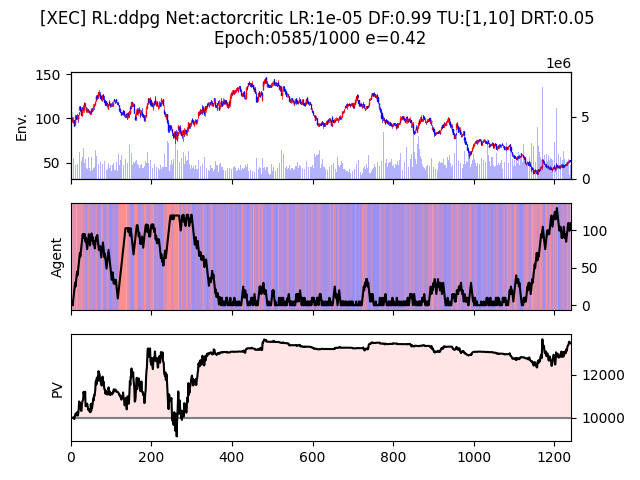 [XEC] RL:ddpg Net:actorcritic LR:1e-05 DF:0.99 TU:[1,10] DRT:0.05
Epoch:0585/1000 e=0.42
1e6
150
100
50
Env.
5
0
Agent
100
50
0
PV
12000
10000
0 200 400 600 800 1000 1200